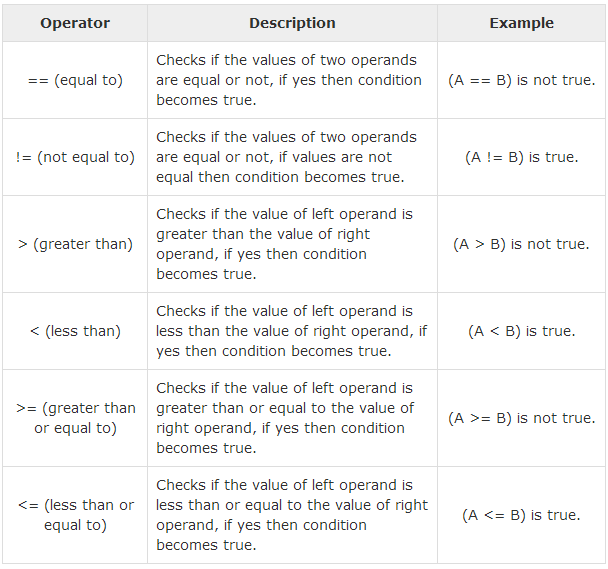 Operator Description Example
== (equal to)
Checks if the values of two operands
are equal or not, if yes then condition
becomes true.
(A == B) is not true.
!= (not equal to)
Checks if the values of two operands
are equal or not, if values are not
equal then condition becomes true.
(A != B) is true.
> (greater than)
Checks if the value of left operand is
greater than the value of right
operand, if yes then condition
becomes true.
(A > B) is not true.
< (less than)
Checks if the value of left operand is
less than the value of right operand, if
yes then condition becomes true.
(A < B) is true.
>= (greater than
or equal to)
Checks if the value of left operand is
greater than or equal to the value of
right operand, if yes then condition
becomes true.
(A >= B) is not true.
<= (less than or
equal to)
Checks if the value of left operand is
less than or equal to the value of right
operand, if yes then condition
becomes true.
(A <= B) is true.